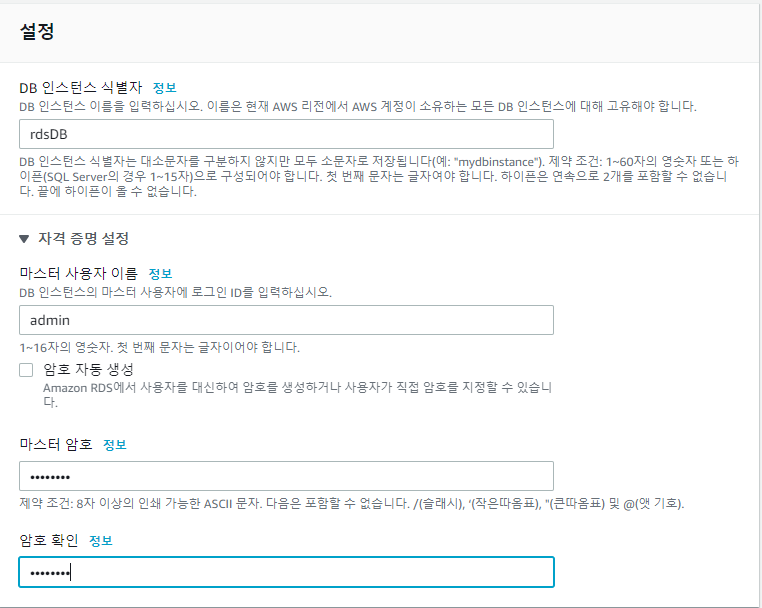 설정
DB 인스턴스 식별자 정보
DB 인스턴스 이름을 입력하십시오. 이름은 현재 AWS 리전에서 AWS 계정이 소유하는 모든 DB 인스턴스에 대해 고유해야 합니다.
rdsDB
DB 인스턴스 식별자는 대소문자를 구분하지 않지만 모두 소문자로 저장됩니다(예: "mydbinstance"). 제약 조건: 1~60자의 영숫자 또는 하
이픈(SQL Server의 경우 1~15자)으로 구성되어야 합니다. 첫 번째 문자는 글자여야 합니다. 하이픈은 연속으로 2개를 포함할 수 없습니
다. 끝에 하이픈이 올 수 없습니다.
▼ 자격 증명 설정
마스터 사용자 이름 정보
DB 인스턴스의 마스터 사용자에 로그인 ID를 입력하십시오.
admin
1~16자의 영숫자. 첫 번째 문자는 글자이어야 합니다.
암호 자동 생성
Amazon RDS에서 사용자를 대신하여 암호를 생성하거나 사용자가 직접 암호를 지정할 수 있습니
다.
마스터 암호 정보
••••••••
제약 조건: 8자 이상의 인쇄 가능한 ASCII 문자. 다음은 포함할 수 없습니다. /(슬래시), '(작은따옴표), "(큰따옴표) 및 @(앳 기호).
암호 확인 정보
••••••••